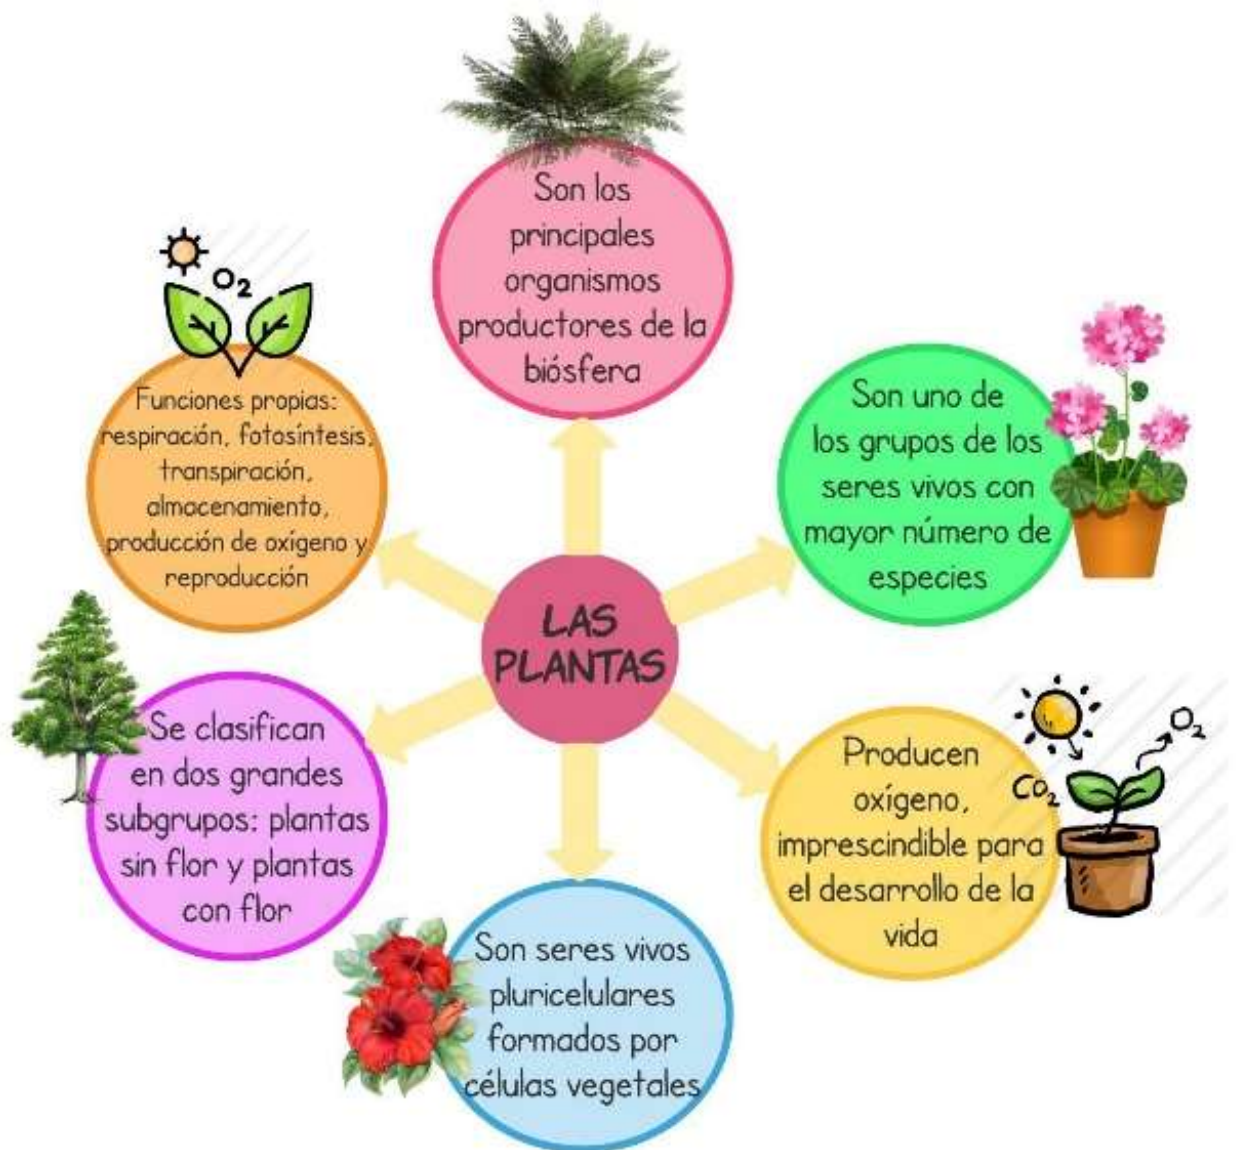 Son los
principales
organismos
productores de la
biósfera
O2
Funciones propias:
respiración, fotosíntesis,
transpiración,
almacenamiento,
producción de oxígeno y
reproducción
Son uno de
los grupos de los
seres vivos con
mayor número de
especies
LAS
PLANTAS
Se clasifican
en dos grandes
subgrupos: plantas
sin flor y plantas
con flor
Producen
oxígeno,
imprescindible para
el desarrollo de la
vida
CO2
O2
Son seres vivos
pluricelulares
formados por
células vegetales